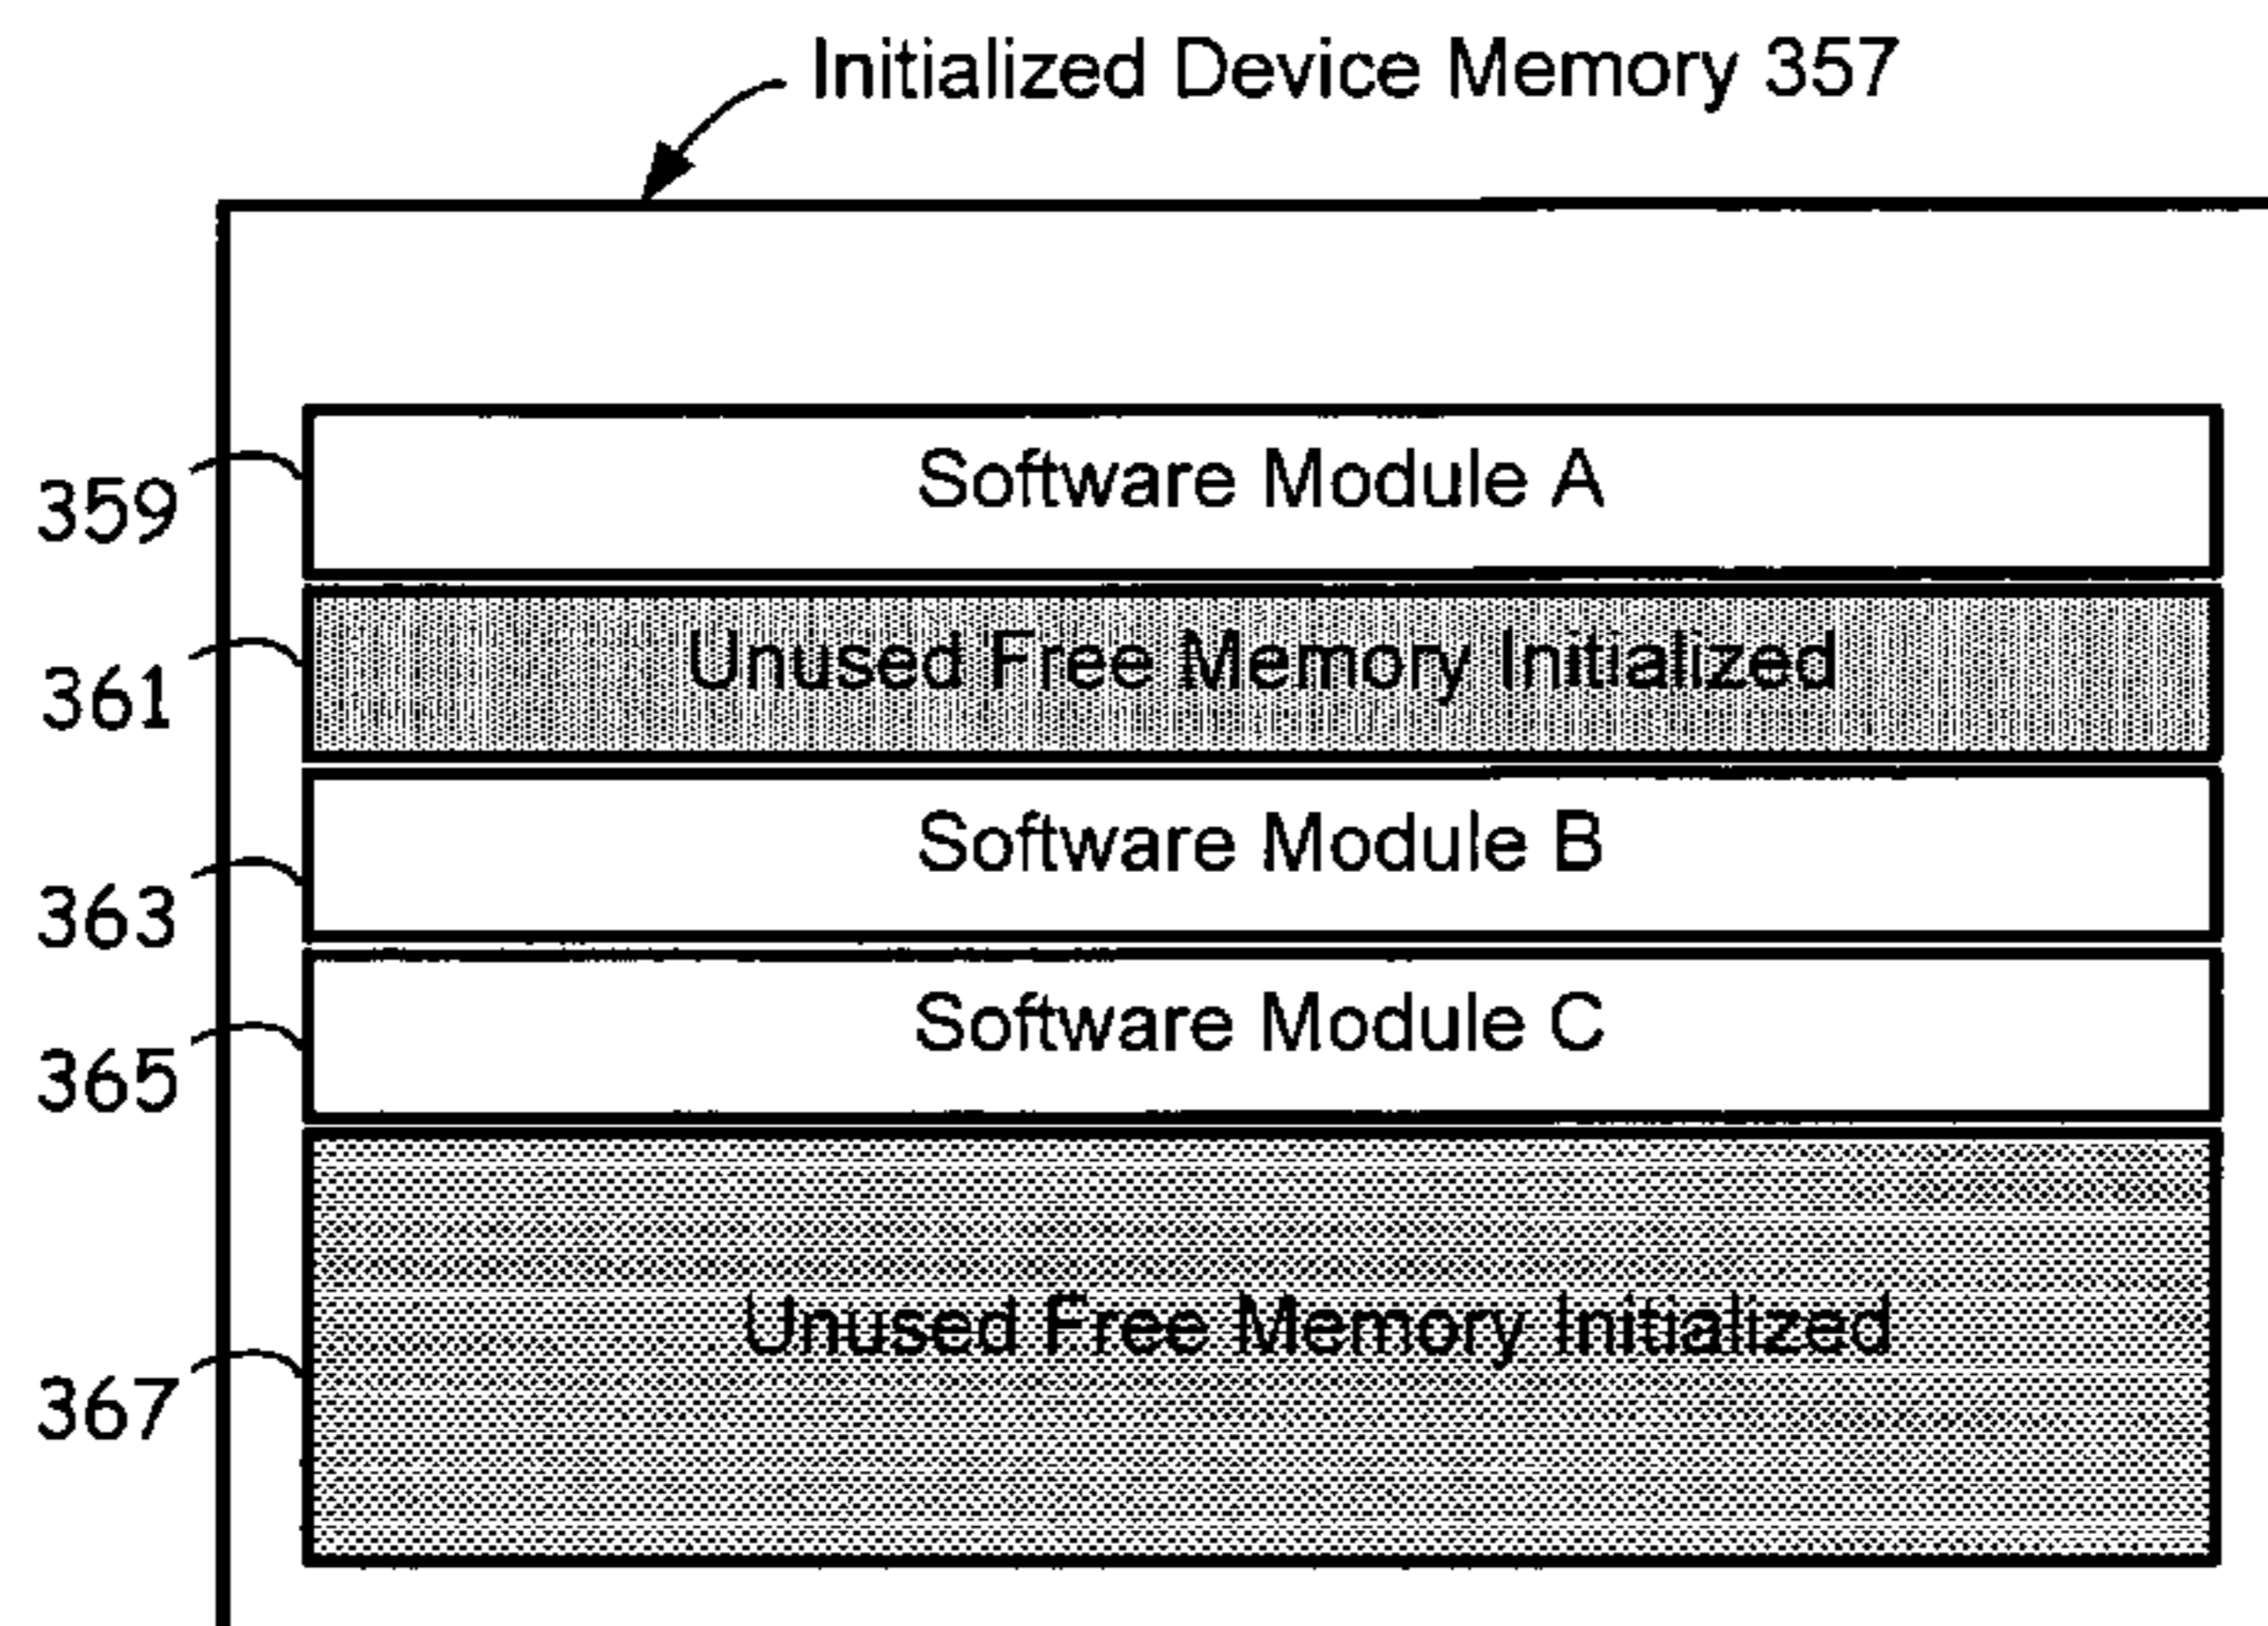 Initialized Device Memory 357
Software Module A
359
Unused Free Memory Initialized
361
Software Module B
363
Software Module C
365
Unused Free Memory Initialized
367